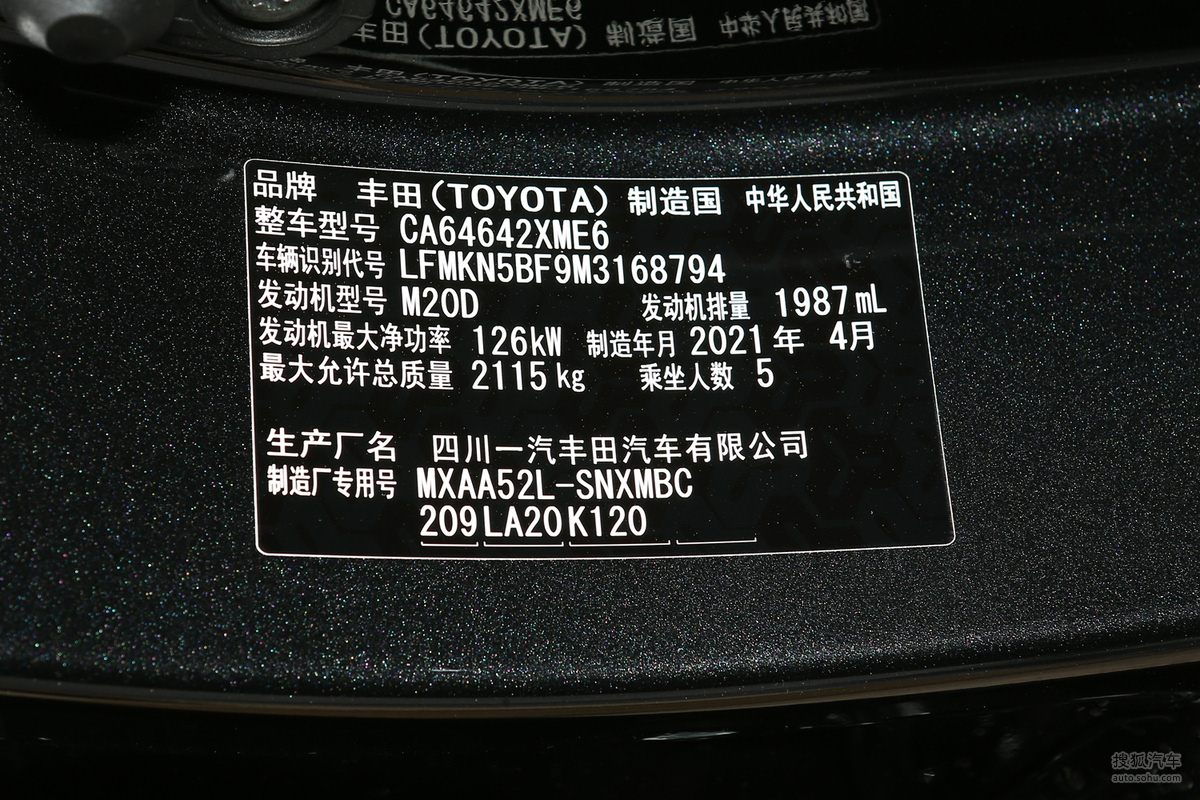 品牌 丰田(TOYOTA) 制造国 中华人民共和国
整车型号 CA64642XME6
车辆识别代号 LFMKN5BF9M3168794
发动机型号 M20D 发动机排量 1987mL
发动机最大净功率 126kW 制造年月 2021年 4月
最大允许总质量 2115kg 乘坐人数 5
生产厂名 四川一汽丰田汽车有限公司
制造厂专用号 MXAA52L-SNXMBC
209 LA20 K120
搜狐汽车
auto.sohu.com